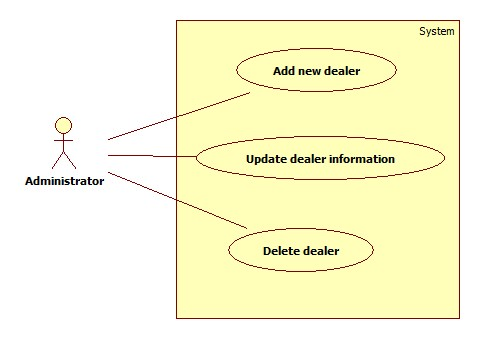 System
Add new dealer
Update dealer information
Administrator
Delete dealer